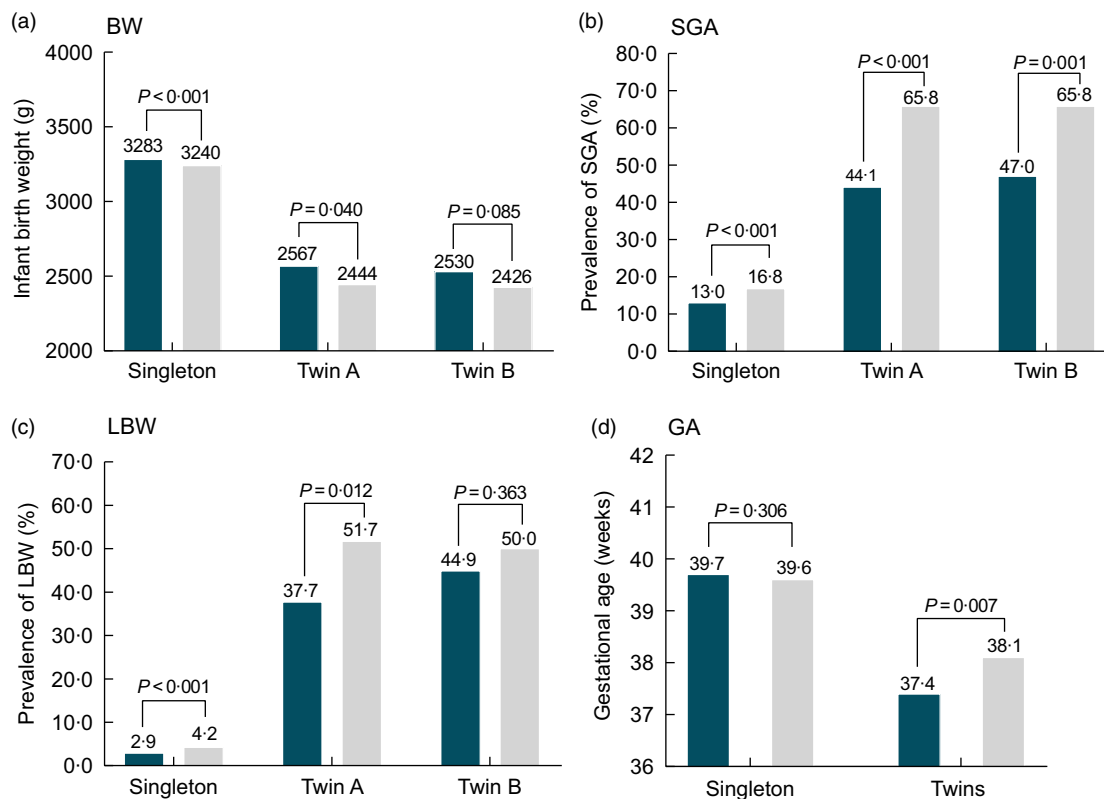 (a) BW
4000
3500
3000
2500
2000
Infant birth weight (g)
P < 0·001
3283
3240
P = 0·040
2567
2444
P = 0·085
2530
2426
Singleton
Twin A
Twin B
(b) SGA
80·0
70·0
60·0
50·0
40·0
30·0
20·0
10·0
0·0
Prevalence of SGA (%)
P < 0·001
13·0
16·8
P < 0·001
44·1
65·8
P = 0·001
47·0
65·8
Singleton
Twin A
Twin B
(c) LBW
70·0
60·0
50·0
40·0
30·0
20·0
10·0
0·0
Prevalence of LBW (%)
P < 0·001
2·9
4·2
P = 0·012
37·7
51·7
P = 0·363
44·9
50·0
Singleton
Twin A
Twin B
(d) GA
42
41
40
39
38
37
36
Gestational age (weeks)
P = 0·306
39·7
39·6
P = 0·007
37·4
38·1
Singleton
Twins